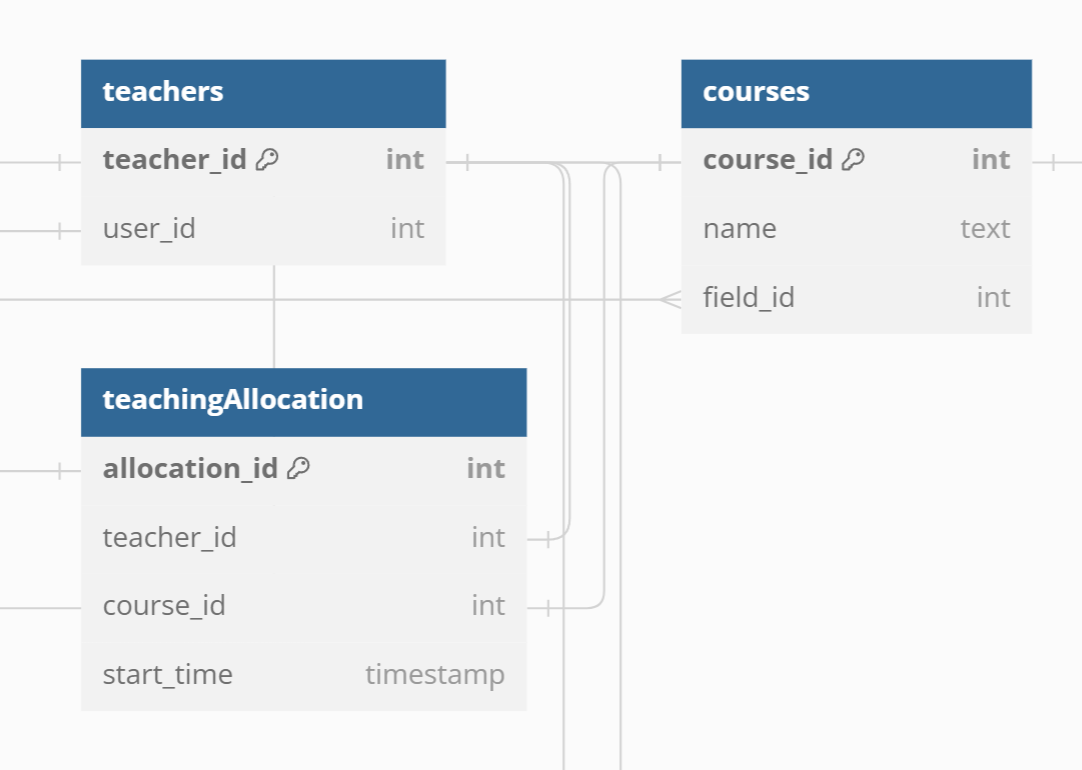 teachers
teacher_id int
user_id int
courses
course_id int
name text
field_id int
teachingAllocation
allocation_id int
teacher_id int
course_id int
start_time timestamp